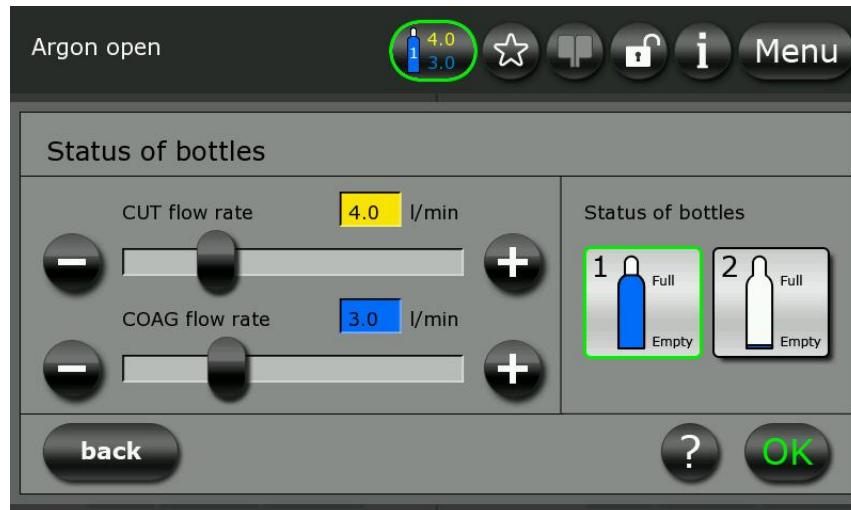 Argon open
1 4.0
3.0
i
Menu
Status of bottles
CUT flow rate 4.0 l/min
− +
COAG flow rate 3.0 l/min
− +
Status of bottles
1 Full
Empty
2 Full
Empty
back
?
OK